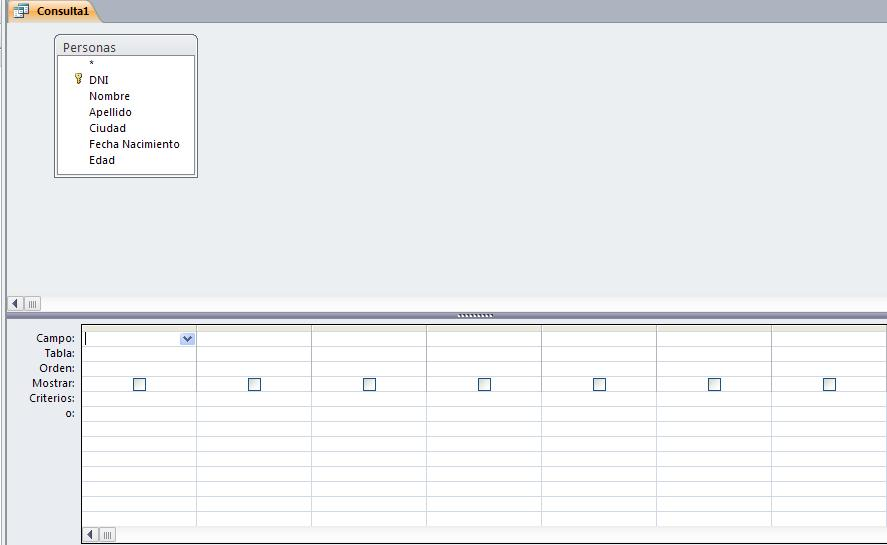 Consulta1
Personas
*
DNI
Nombre
Apellido
Ciudad
Fecha Nacimiento
Edad
Campo:
Tabla:
Orden:
Mostrar:
Criterios:
o: